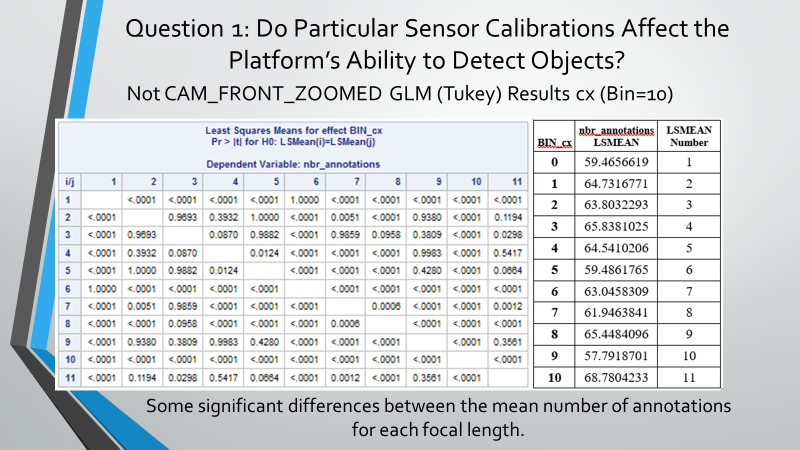 Question 1: Do Particular Sensor Calibrations Affect the
Platform's Ability to Detect Objects?
Not CAM_FRONT_ZOOMED GLM (Tukey) Results cx (Bin=10)
Least Squares Means for effect BIN_cx
Pr > |t| for H0: LSMean(i)=LSMean(j)
Dependent Variable: nbr_annotations
i/j 1 2 3 4 5 6 7 8 9 10 11
1 <.0001 <.0001 <.0001 <.0001 1.0000 <.0001 <.0001 <.0001 <.0001 <.0001
2 <.0001 0.9693 0.3932 1.0000 <.0001 0.0051 <.0001 0.9380 <.0001 0.1194
3 <.0001 0.9693 0.0870 0.9882 <.0001 0.9859 0.0958 0.3809 <.0001 0.0298
4 <.0001 0.3932 0.0870 0.0124 <.0001 <.0001 <.0001 0.9983 <.0001 0.5417
5 <.0001 1.0000 0.9882 0.0124 <.0001 <.0001 <.0001 0.4280 <.0001 0.0664
6 1.0000 <.0001 <.0001 <.0001 <.0001 <.0001 <.0001 <.0001 <.0001 <.0001
7 <.0001 0.0051 0.9859 <.0001 <.0001 <.0001 0.0006 <.0001 <.0001 0.0012
8 <.0001 <.0001 0.0958 <.0001 <.0001 <.0001 0.0006 <.0001 <.0001 <.0001
9 <.0001 0.9380 0.3809 0.9983 0.4280 <.0001 <.0001 <.0001 <.0001 0.3561
10 <.0001 <.0001 <.0001 <.0001 <.0001 <.0001 <.0001 <.0001 <.0001 <.0001
11 <.0001 0.1194 0.0298 0.5417 0.0664 <.0001 0.0012 <.0001 0.3561 <.0001
BIN_cx nbr_annotations LSMEAN LSMEAN Number
0 59.4656619 1
1 64.7316771 2
2 63.8032293 3
3 65.8381025 4
4 64.5410206 5
5 59.4861765 6
6 63.0458309 7
7 61.9463841 8
8 65.4484096 9
9 57.7918701 10
10 68.7804233 11
Some significant differences between the mean number of annotations
for each focal length.